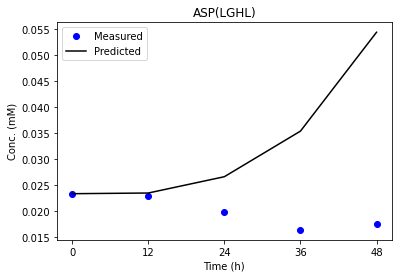 ASP(LGHL)
Measured
Predicted
0.055
0.050
0.045
0.040
0.035
0.030
0.025
0.020
0.015
Conc. (mM)
0 12 24 36 48
Time (h)